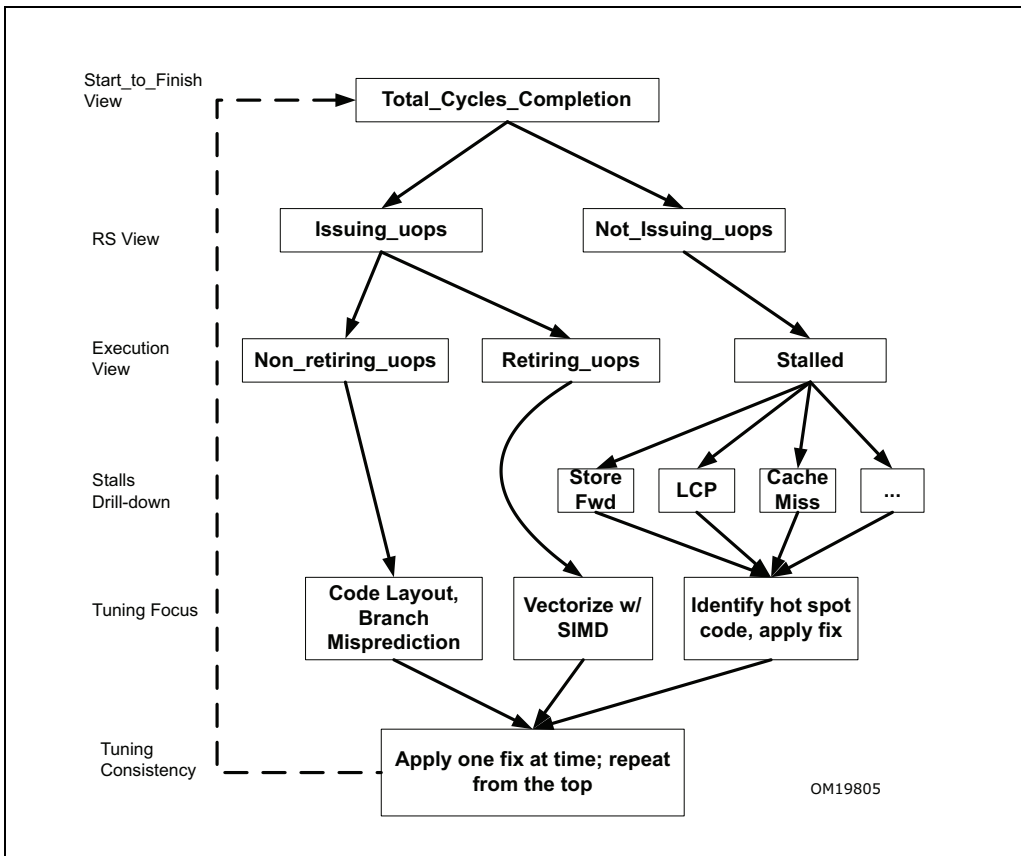 Start_to_Finish
View
Total_Cycles_Completion
RS View
Issuing_uops
Not_Issuing_uops
Execution
View
Non_retiring_uops
Retiring_uops
Stalled
Stalls
Drill-down
Store
Fwd
LCP
Cache
Miss
...
Tuning Focus
Code Layout,
Branch
Misprediction
Vectorize w/
SIMD
Identify hot spot
code, apply fix
Tuning
Consistency
Apply one fix at time; repeat
from the top
OM19805